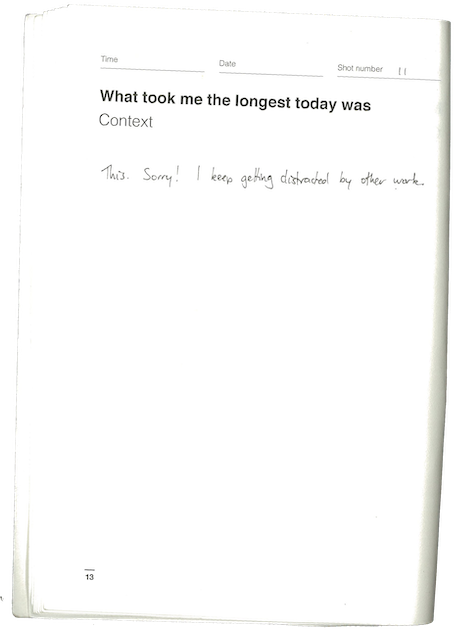 Time Date Shot number 11
What took me the longest today was
Context
This. Sorry! I keep getting distracted by other work.
13